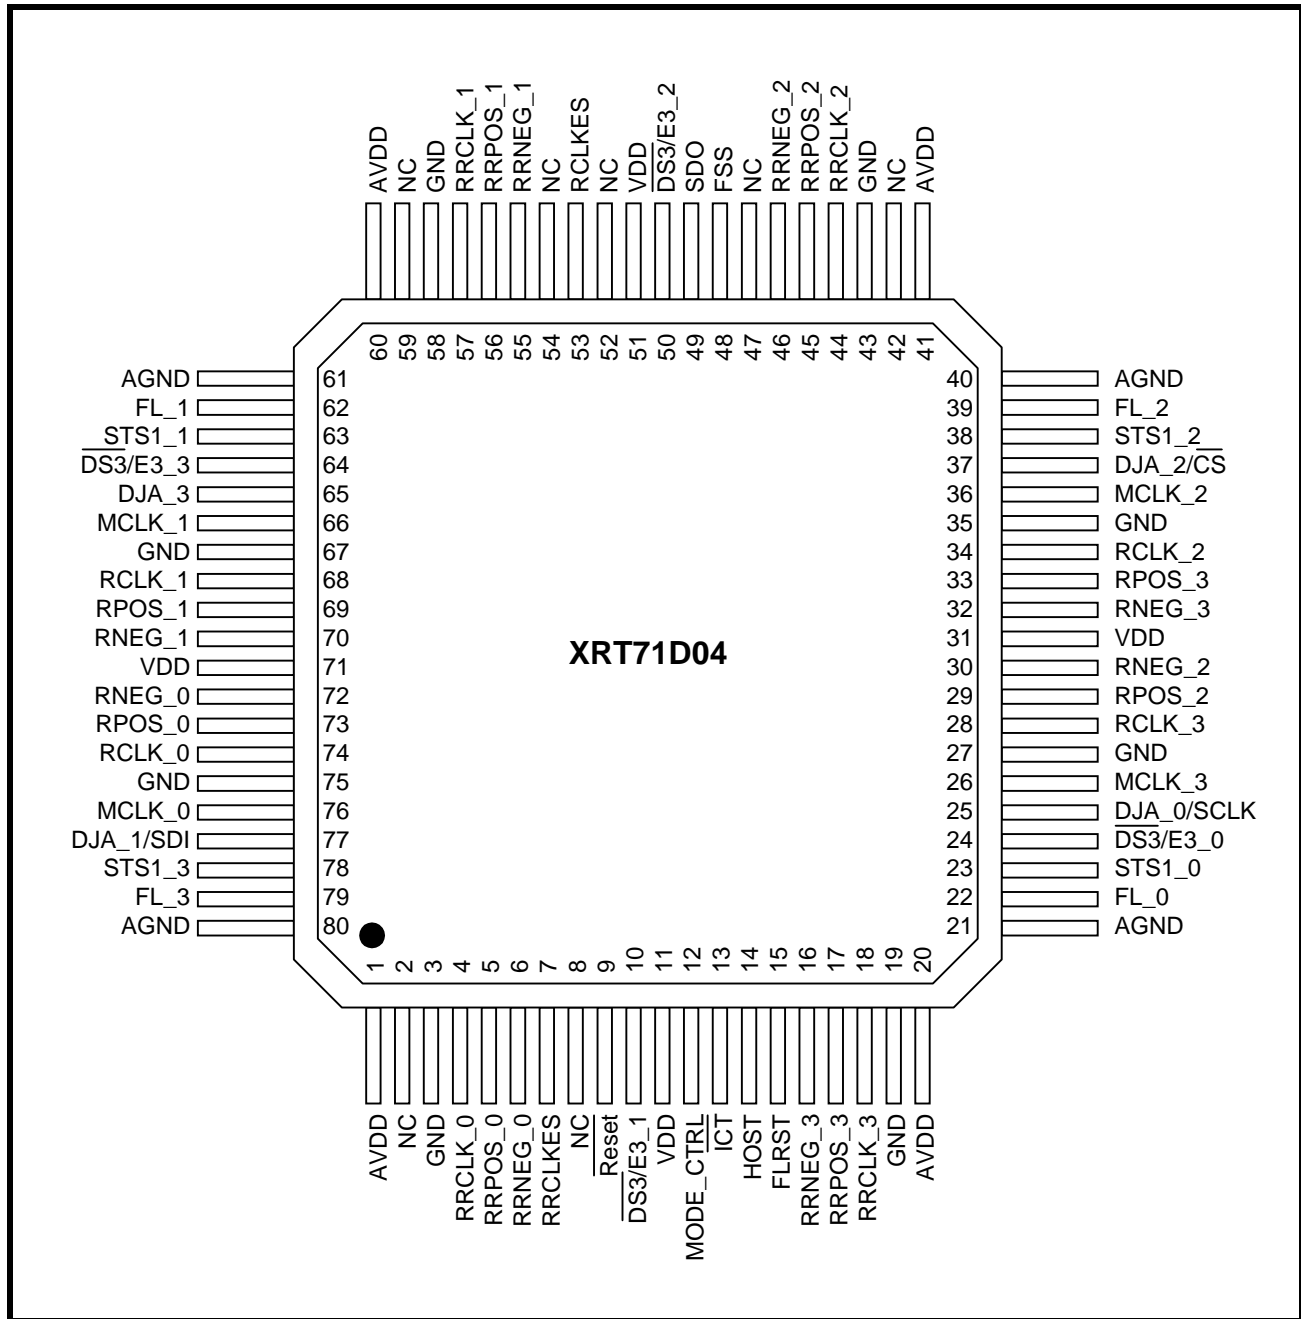 AVDD
NC
GND
RRCLK_1
RRPOS_1
RRNEG_1
NC
RCLKES
NC
VDD
DS3/E3_2
SDO
FSS
NC
RRNEG_2
RRPOS_2
RRCLK_2
GND
NC
AVDD
60
59
58
57
56
55
54
53
52
51
50
49
48
47
46
45
44
43
42
41
AGND 61
FL_1 62
STS1_1 63
DS3/E3_3 64
DJA_3 65
MCLK_1 66
GND 67
RCLK_1 68
RPOS_1 69
RNEG_1 70
VDD 71
RNEG_0 72
RPOS_0 73
RCLK_0 74
GND 75
MCLK_0 76
DJA_1/SDI 77
STS1_3 78
FL_3 79
AGND 80
XRT71D04
40 AGND
39 FL_2
38 STS1_2
37 DJA_2/CS
36 MCLK_2
35 GND
34 RCLK_2
33 RPOS_3
32 RNEG_3
31 VDD
30 RNEG_2
29 RPOS_2
28 RCLK_3
27 GND
26 MCLK_3
25 DJA_0/SCLK
24 DS3/E3_0
23 STS1_0
22 FL_0
21 AGND
1
2
3
4
5
6
7
8
9
10
11
12
13
14
15
16
17
18
19
20
AVDD
NC
GND
RRCLK_0
RRPOS_0
RRNEG_0
RRCLKES
NC
Reset
DS3/E3_1
VDD
MODE_CTRL
ICT
HOST
FLRST
RRNEG_3
RRPOS_3
RRCLK_3
GND
AVDD